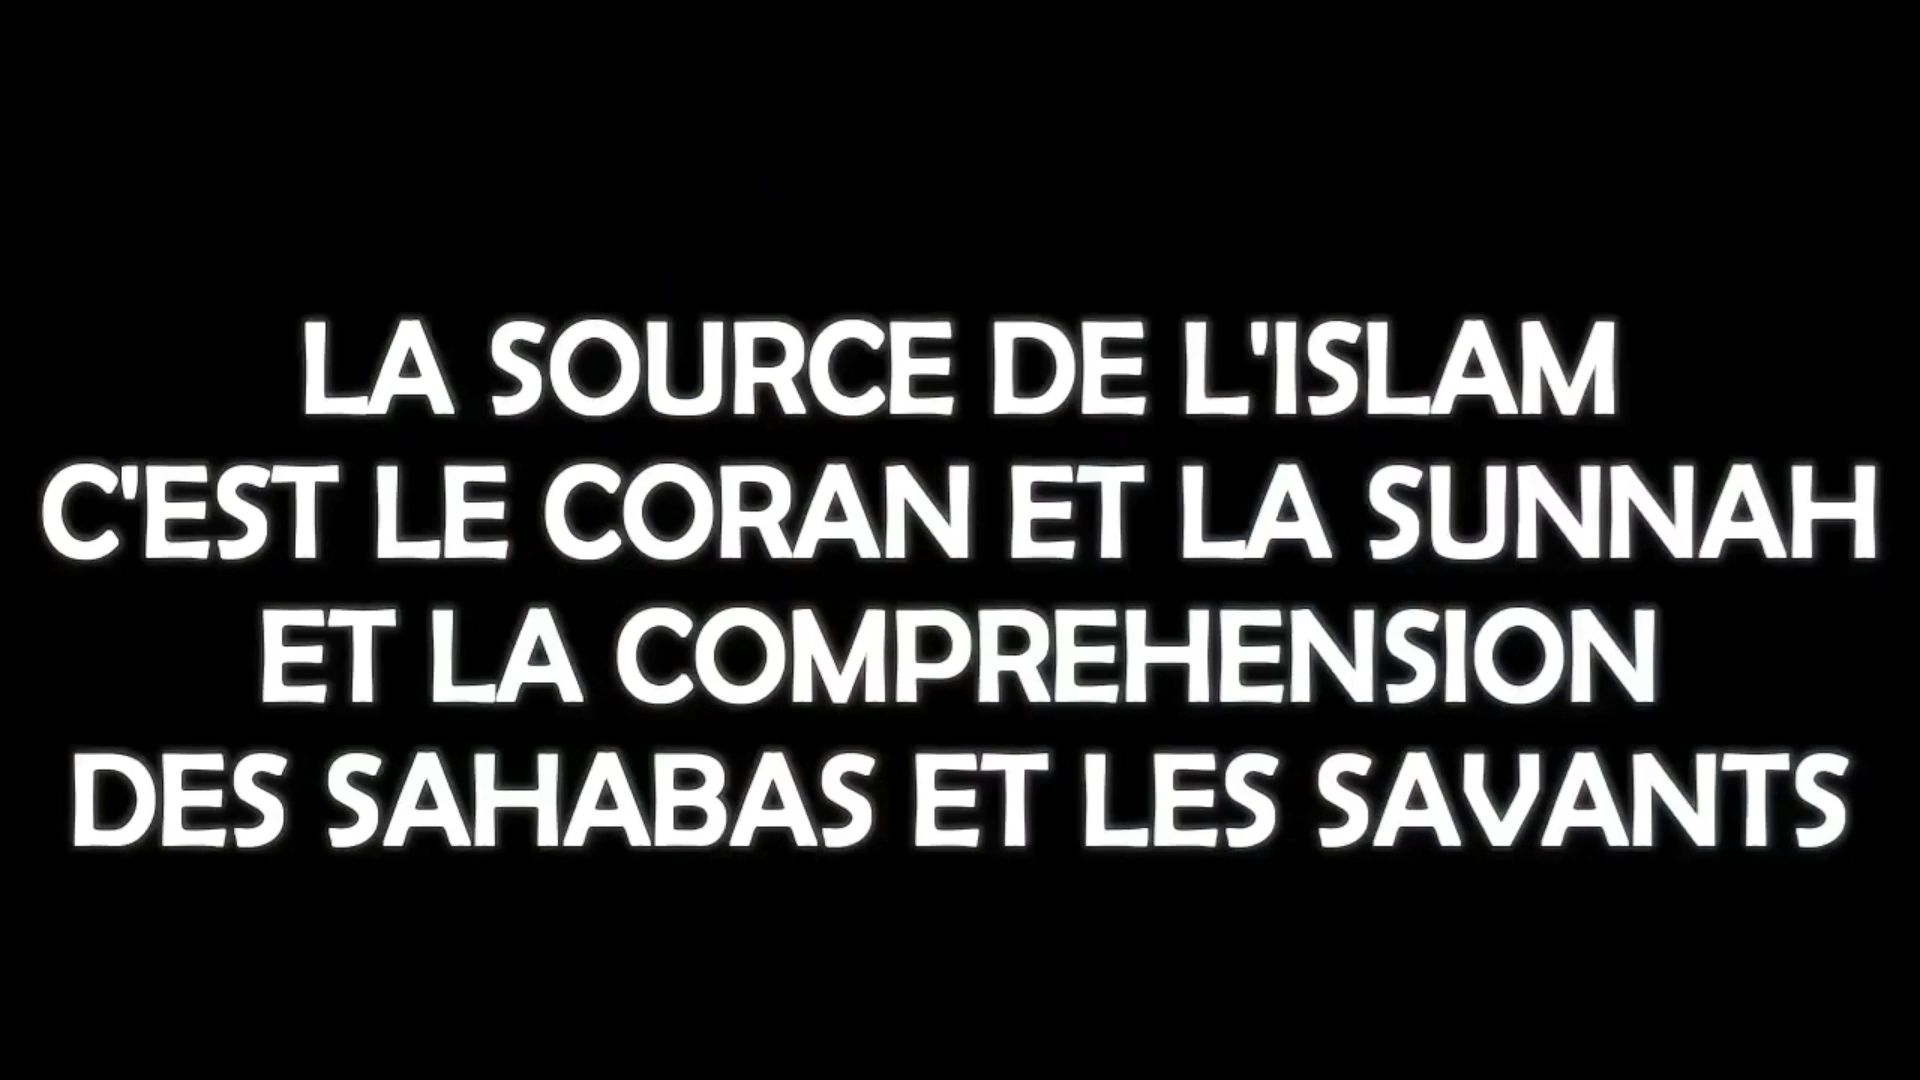 LA SOURCE DE L'ISLAM
C'EST LE CORAN ET LA SUNNAH
ET LA COMPREHENSION
DES SAHABAS ET LES SAVANTS